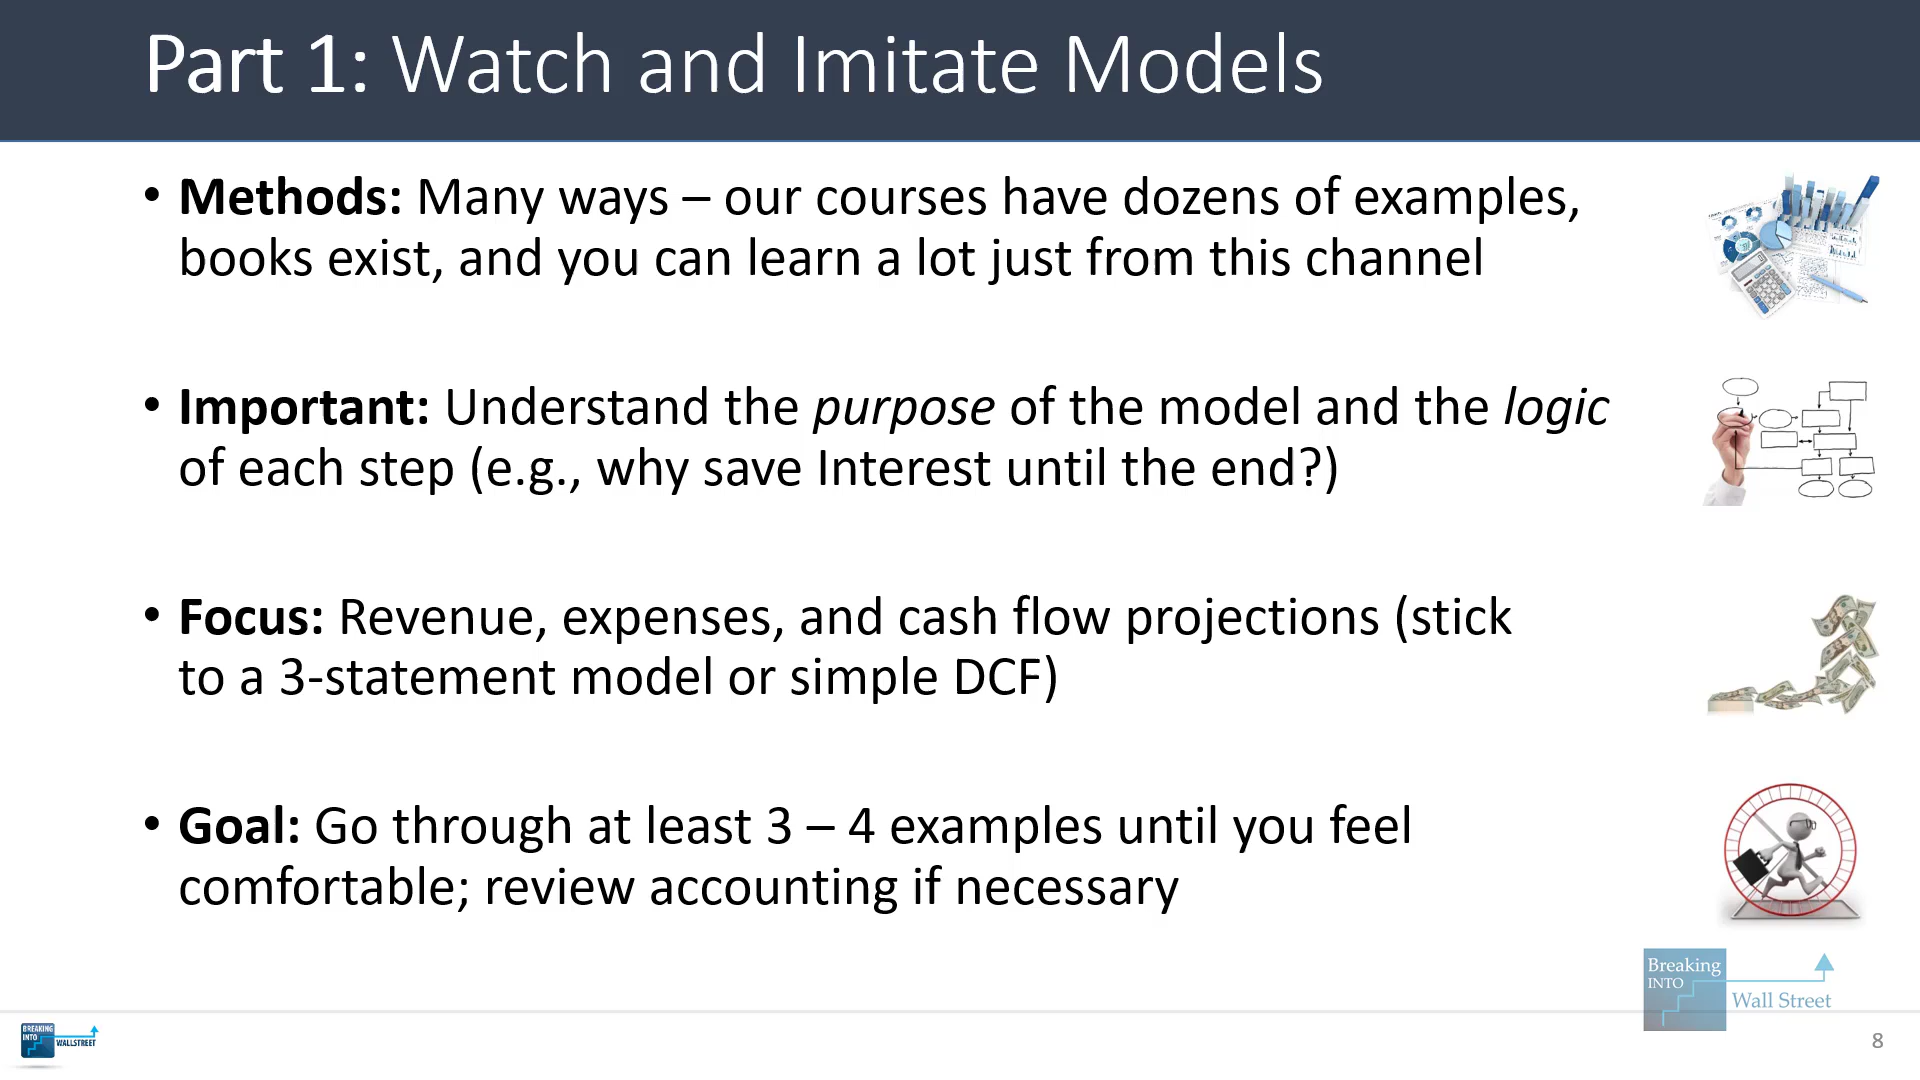 Part 1: Watch and Imitate Models
• Methods: Many ways – our courses have dozens of examples,
books exist, and you can learn a lot just from this channel
• Important: Understand the purpose of the model and the logic
of each step (e.g., why save Interest until the end?)
• Focus: Revenue, expenses, and cash flow projections (stick
to a 3-statement model or simple DCF)
• Goal: Go through at least 3 – 4 examples until you feel
comfortable; review accounting if necessary
Breaking
INTO
Wall Street
BREAKING
INTO
WALLSTREET
8